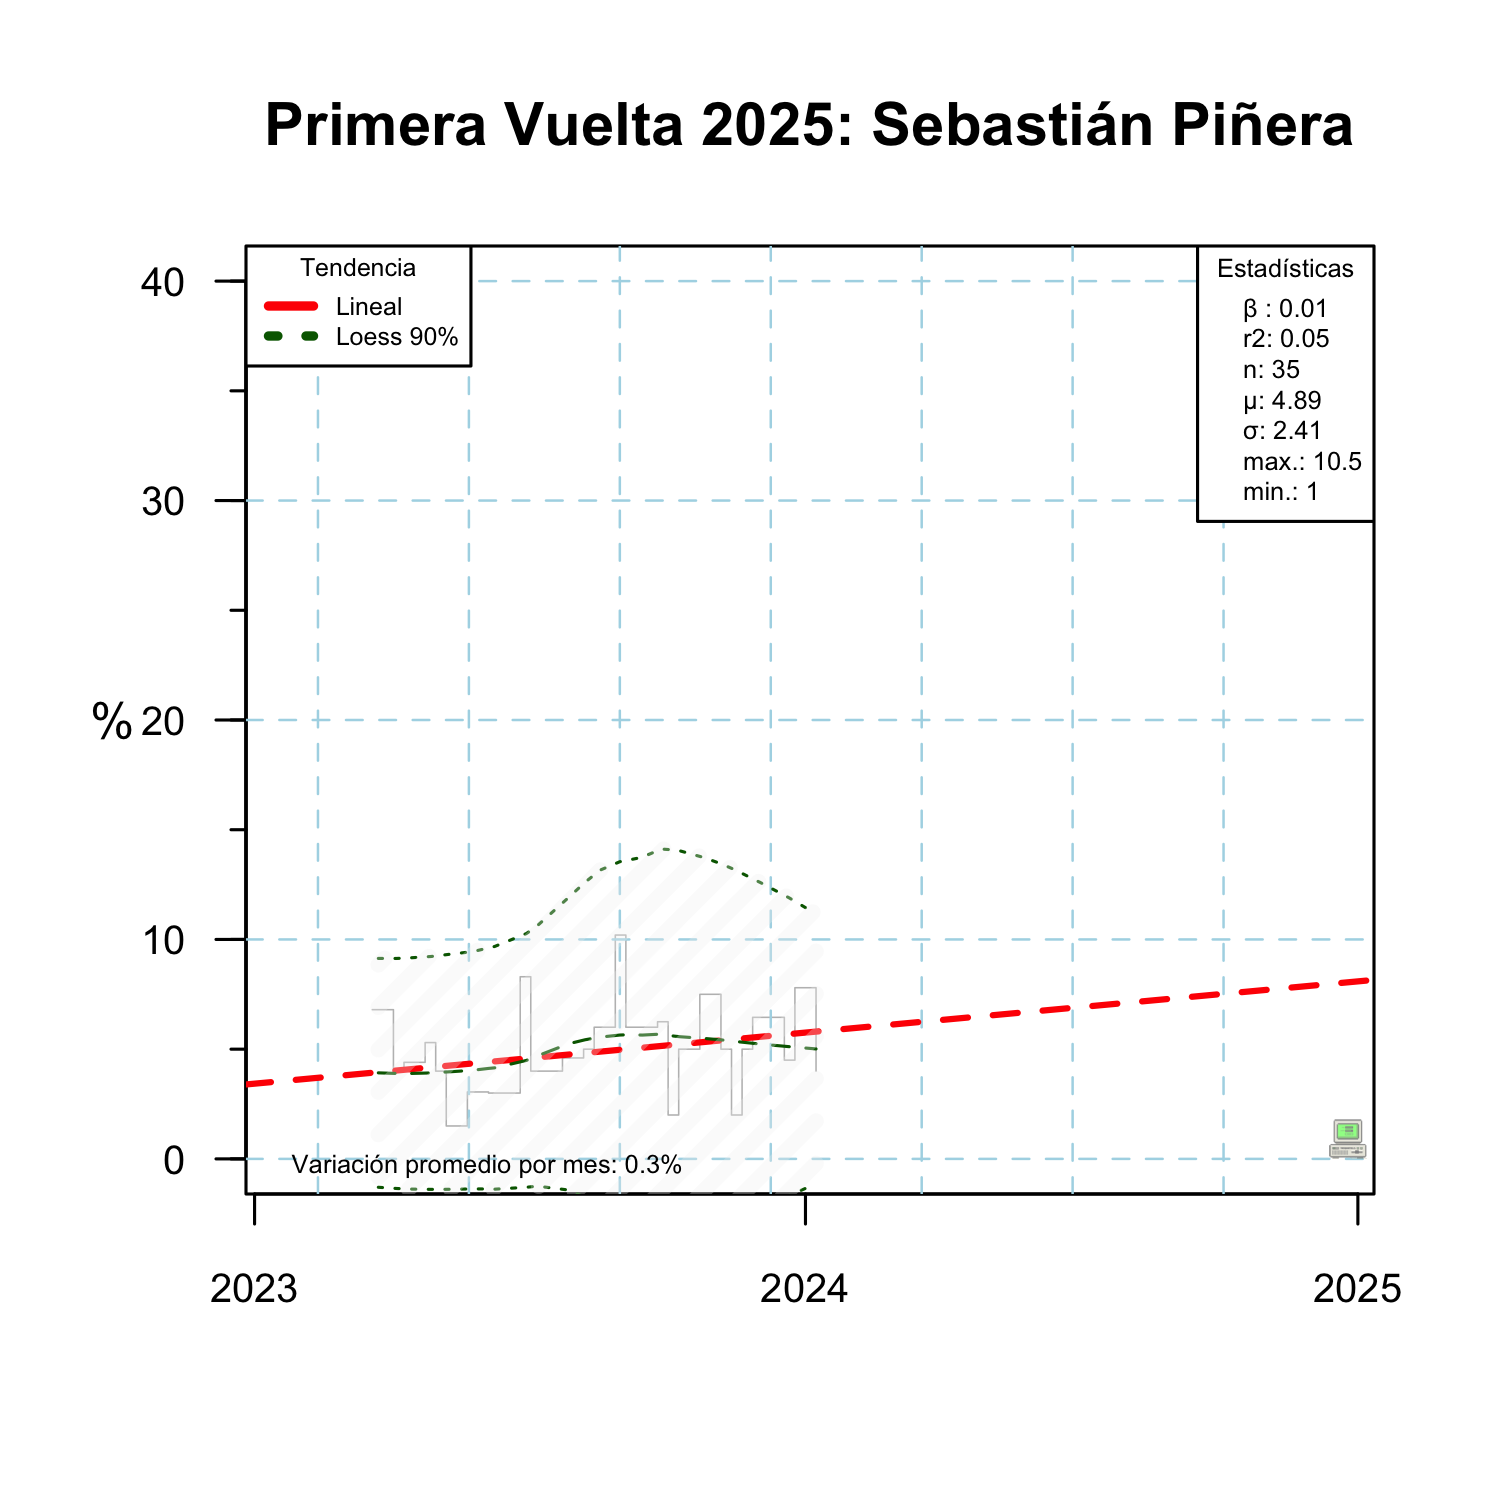 Primera Vuelta 2025: Sebastián Piñera
Tendencia
Lineal
Loess 90%
Estadísticas
β : 0.01
r2: 0.05
n: 35
μ: 4.89
σ: 2.41
max.: 10.5
min.: 1
40
30
% 20
10
0
Variación promedio por mes: 0.3%
2023 2024 2025